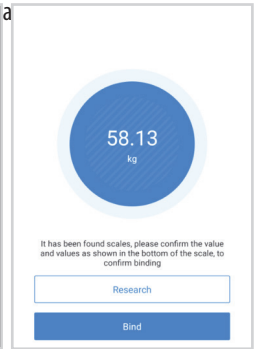 a
58.13
kg
It has been found scales, please confirm the value
and values as shown in the bottom of the scale, to
confirm binding
Research
Bind